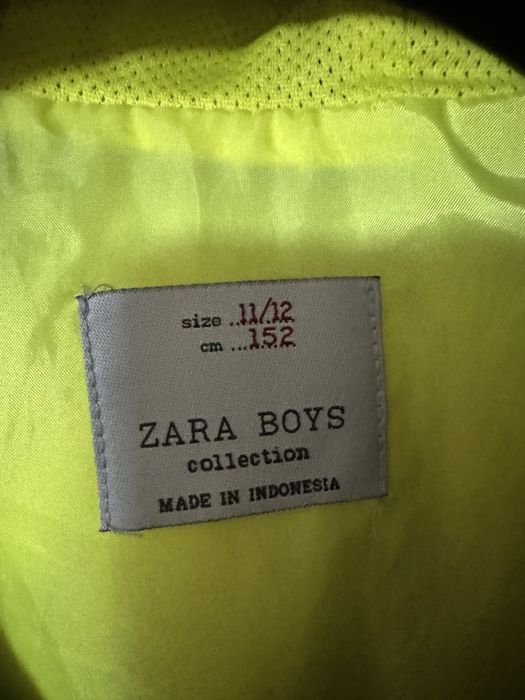 size ..11/12
cm ...152
ZARA BOYS
collection
MADE IN INDONESIA